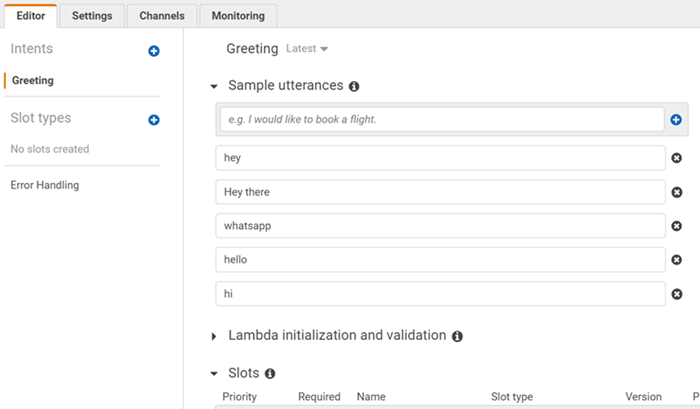 Editor Settings Channels Monitoring
Intents
Greeting
Slot types
No slots created
Error Handling
Greeting Latest
Sample utterances
e.g. I would like to book a flight.
hey
Hey there
whatsapp
hello
hi
Lambda initialization and validation
Slots
Priority Required Name Slot type Version P